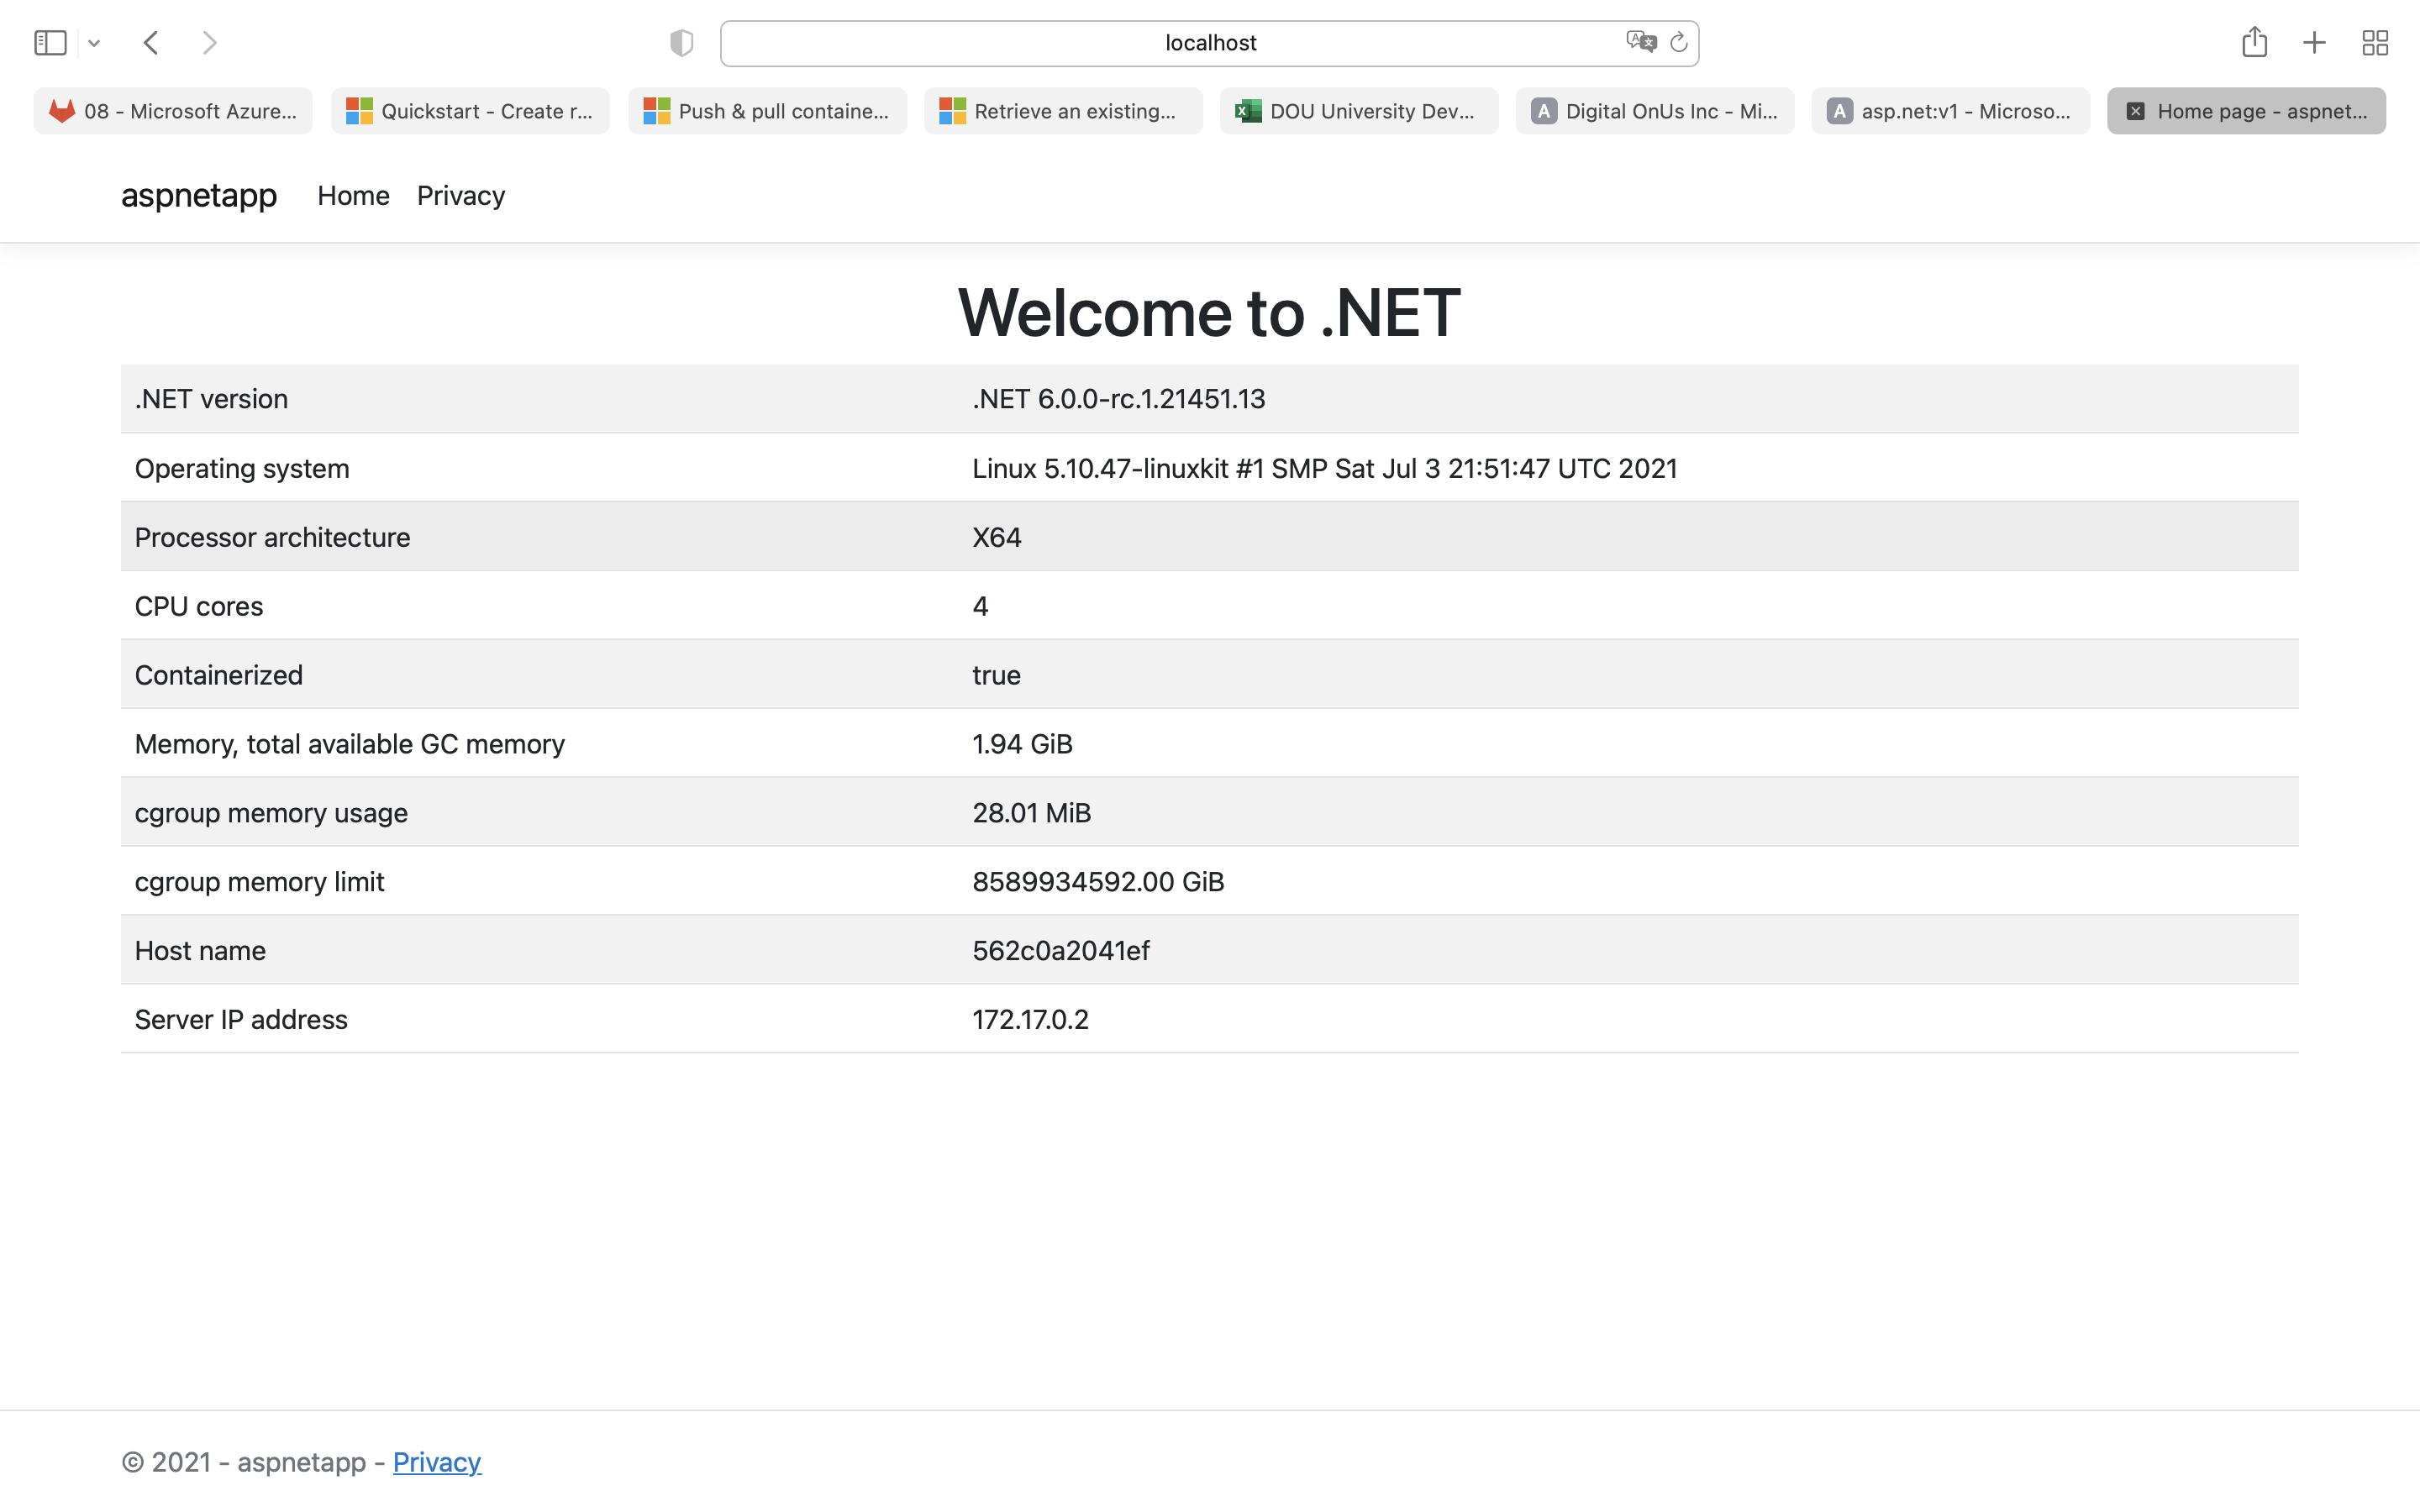 localhost
08 - Microsoft Azure...
Quickstart - Create r...
Push & pull containe...
Retrieve an existing...
DOU University Dev...
A Digital OnUs Inc - Mi...
A asp.net:v1 - Microso...
Home page - aspnet...
aspnetapp Home Privacy
Welcome to .NET
.NET version .NET 6.0.0-rc.1.21451.13
Operating system Linux 5.10.47-linuxkit #1 SMP Sat Jul 3 21:51:47 UTC 2021
Processor architecture X64
CPU cores 4
Containerized true
Memory, total available GC memory 1.94 GiB
cgroup memory usage 28.01 MiB
cgroup memory limit 8589934592.00 GiB
Host name 562c0a2041ef
Server IP address 172.17.0.2
© 2021 - aspnetapp - Privacy